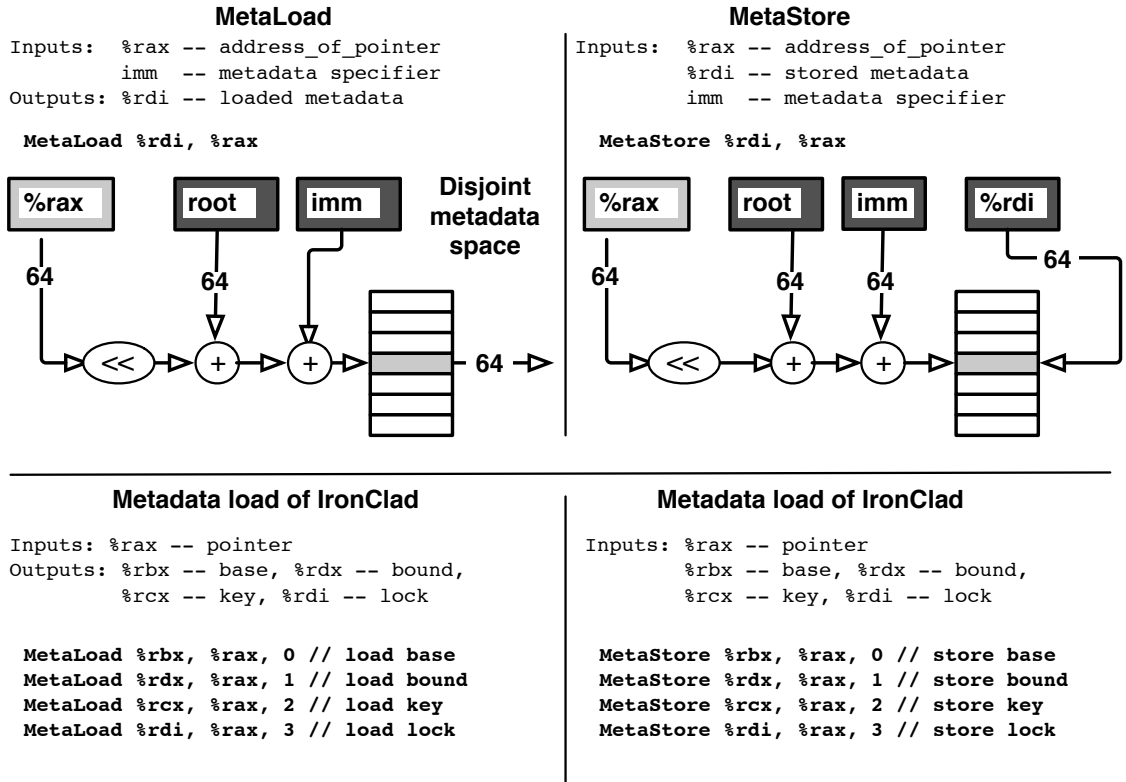 MetaLoad
Inputs: %rax -- address_of_pointer
imm -- metadata specifier
Outputs: %rdi -- loaded metadata
MetaLoad %rdi, %rax
%rax
root
imm
Disjoint
metadata
space
64
64
<<
+
+
64
MetaStore
Inputs: %rax -- address_of_pointer
%rdi -- stored metadata
imm -- metadata specifier
MetaStore %rdi, %rax
%rax
root
imm
%rdi
64
64
64
64
<<
+
+
Metadata load of IronClad
Inputs: %rax -- pointer
Outputs: %rbx -- base, %rdx -- bound,
%rcx -- key, %rdi -- lock
MetaLoad %rbx, %rax, 0 // load base
MetaLoad %rdx, %rax, 1 // load bound
MetaLoad %rcx, %rax, 2 // load key
MetaLoad %rdi, %rax, 3 // load lock
Metadata load of IronClad
Inputs: %rax -- pointer
%rbx -- base, %rdx -- bound,
%rcx -- key, %rdi -- lock
MetaStore %rbx, %rax, 0 // store base
MetaStore %rdx, %rax, 1 // store bound
MetaStore %rcx, %rax, 2 // store key
MetaStore %rdi, %rax, 3 // store lock